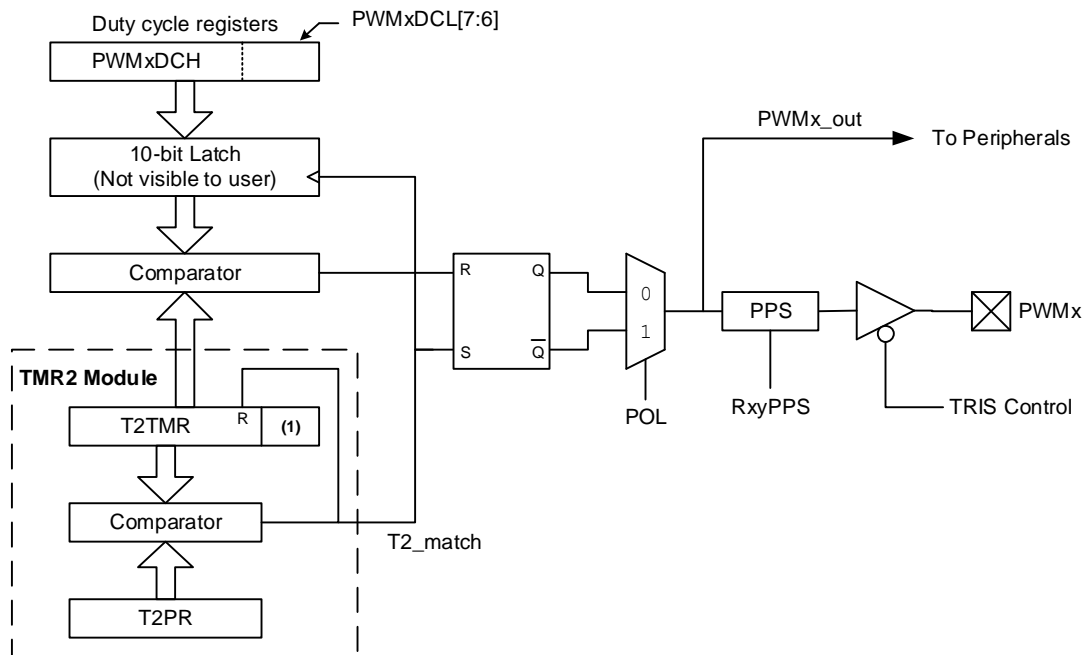 Duty cycle registers
PWMxDCL[7:6]
PWMxDCH
10-bit Latch
(Not visible to user)
Comparator
TMR2 Module
T2TMR
R
(1)
Comparator
T2_match
T2PR
R
Q
S
Q̅
0
1
POL
PWMx_out
To Peripherals
PPS
RxyPPS
PWMx
TRIS Control